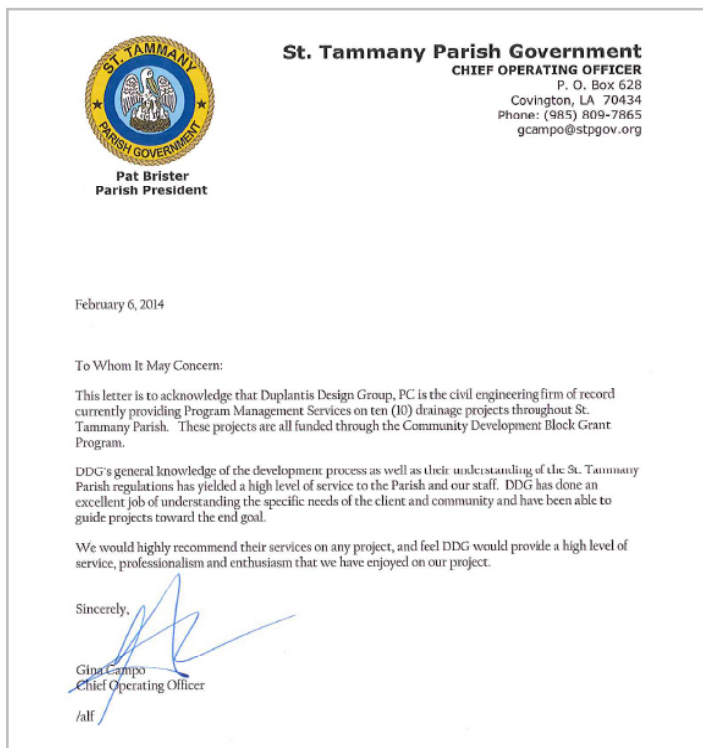 ST. TAMMANY
PARISH GOVERNMENT
Pat Brister
Parish President
St. Tammany Parish Government
CHIEF OPERATING OFFICER
P. O. Box 628
Covington, LA 70434
Phone: (985) 809-7865
gcampo@stpgov.org
February 6, 2014
To Whom It May Concern:
This letter is to acknowledge that Duplantis Design Group, PC is the civil engineering firm of record
currently providing Program Management Services on ten (10) drainage projects throughout St.
Tammany Parish. These projects are all funded through the Community Development Block Grant
Program.
DDG's general knowledge of the development process as well as their understanding of the St. Tammany
Parish regulations has yielded a high level of service to the Parish and our staff. DDG has done an
excellent job of understanding the specific needs of the client and community and have been able to
guide projects toward the end goal.
We would highly recommend their services on any project, and feel DDG would provide a high level of
service, professionalism and enthusiasm that we have enjoyed on our project.
Sincerely,
Gina Campo
Chief Operating Officer
/alf